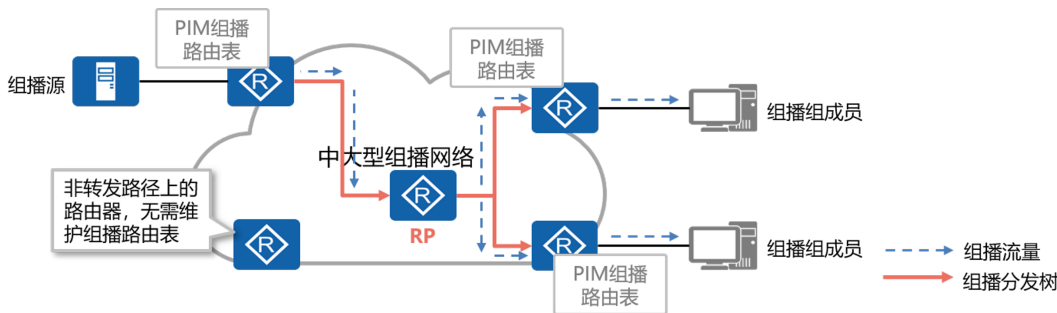 PIM组播
路由表
R
组播源
PIM组播
路由表
R
组播组成员
中大型组播网络
R
RP
非转发路径上的
路由器，无需维
护组播路由表
R
R
组播组成员
PIM组播
路由表
组播流量
组播分发树